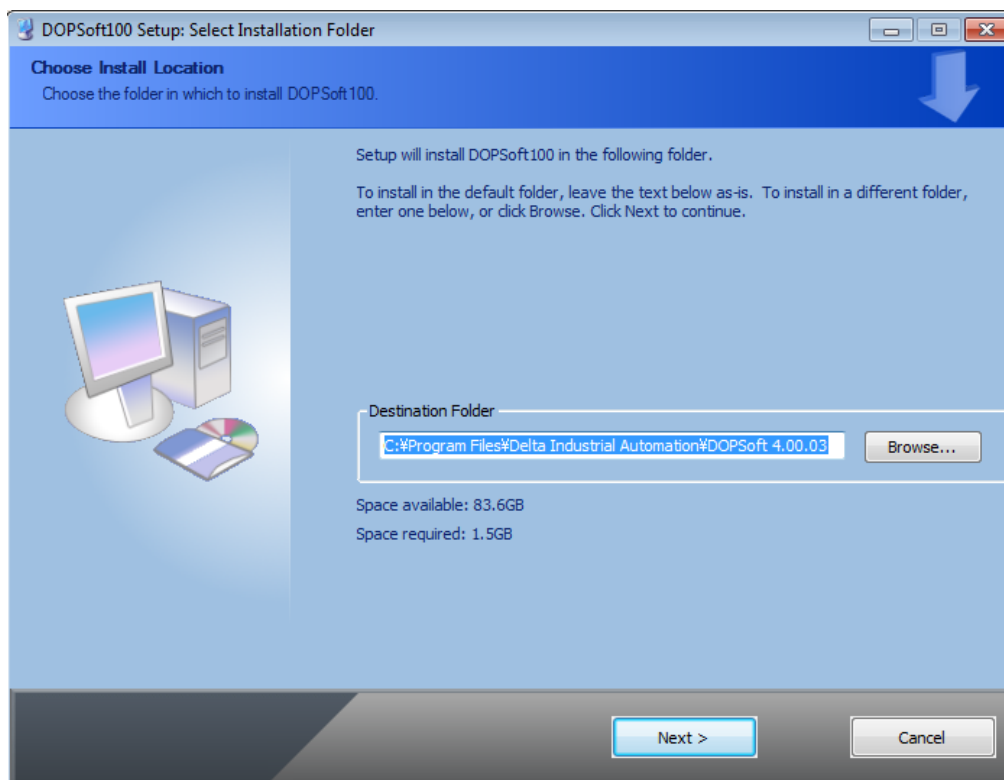 DOPSoft100 Setup: Select Installation Folder
Choose Install Location
Choose the folder in which to install DOPSoft100.
Setup will install DOPSoft100 in the following folder.
To install in the default folder, leave the text below as-is. To install in a different folder,
enter one below, or click Browse. Click Next to continue.
Destination Folder
C:¥Program Files¥Delta Industrial Automation¥DOPSoft 4.00.03
Browse...
Space available: 83.6GB
Space required: 1.5GB
Next >
Cancel